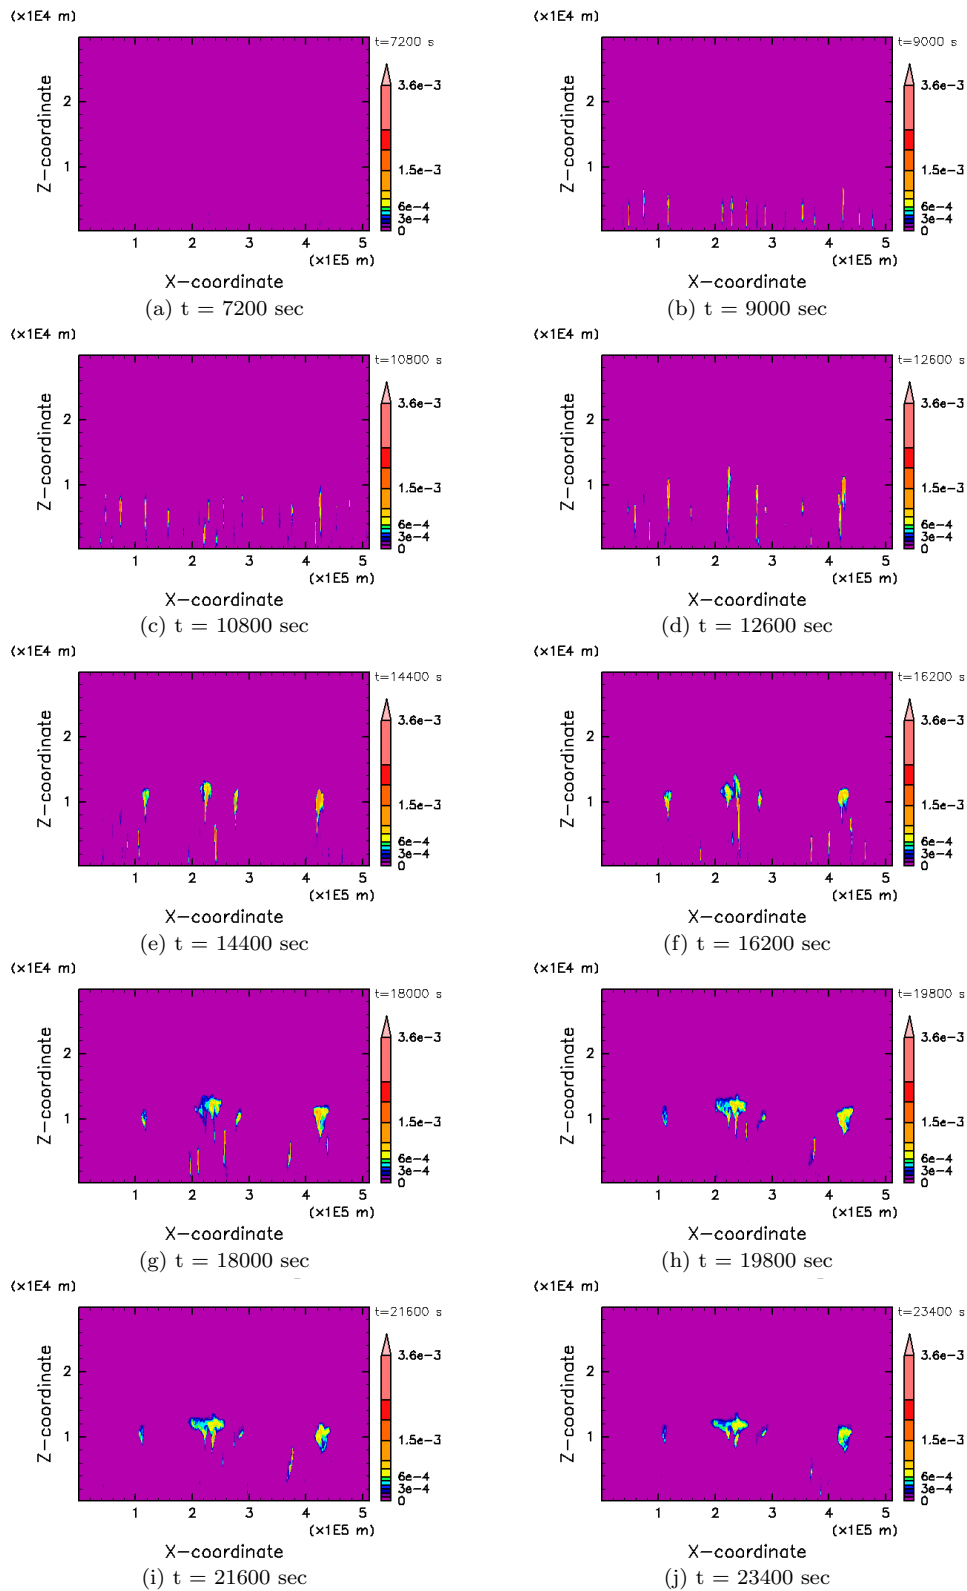 (×1E4 m)
t=7200 s
Z-coordinate
2
1
3.6e-3
1.5e-3
6e-4
3e-4
0
1 2 3 4 5
(×1E5 m)
X-coordinate
(a) t = 7200 sec
(×1E4 m)
t=9000 s
Z-coordinate
2
1
3.6e-3
1.5e-3
6e-4
3e-4
0
1 2 3 4 5
(×1E5 m)
X-coordinate
(b) t = 9000 sec
(×1E4 m)
t=10800 s
Z-coordinate
2
1
3.6e-3
1.5e-3
6e-4
3e-4
0
1 2 3 4 5
(×1E5 m)
X-coordinate
(c) t = 10800 sec
(×1E4 m)
t=12600 s
Z-coordinate
2
1
3.6e-3
1.5e-3
6e-4
3e-4
0
1 2 3 4 5
(×1E5 m)
X-coordinate
(d) t = 12600 sec
(×1E4 m)
t=14400 s
Z-coordinate
2
1
3.6e-3
1.5e-3
6e-4
3e-4
0
1 2 3 4 5
(×1E5 m)
X-coordinate
(e) t = 14400 sec
(×1E4 m)
t=16200 s
Z-coordinate
2
1
3.6e-3
1.5e-3
6e-4
3e-4
0
1 2 3 4 5
(×1E5 m)
X-coordinate
(f) t = 16200 sec
(×1E4 m)
t=18000 s
Z-coordinate
2
1
3.6e-3
1.5e-3
6e-4
3e-4
0
1 2 3 4 5
(×1E5 m)
X-coordinate
(g) t = 18000 sec
(×1E4 m)
t=19800 s
Z-coordinate
2
1
3.6e-3
1.5e-3
6e-4
3e-4
0
1 2 3 4 5
(×1E5 m)
X-coordinate
(h) t = 19800 sec
(×1E4 m)
t=21600 s
Z-coordinate
2
1
3.6e-3
1.5e-3
6e-4
3e-4
0
1 2 3 4 5
(×1E5 m)
X-coordinate
(i) t = 21600 sec
(×1E4 m)
t=23400 s
Z-coordinate
2
1
3.6e-3
1.5e-3
6e-4
3e-4
0
1 2 3 4 5
(×1E5 m)
X-coordinate
(j) t = 23400 sec